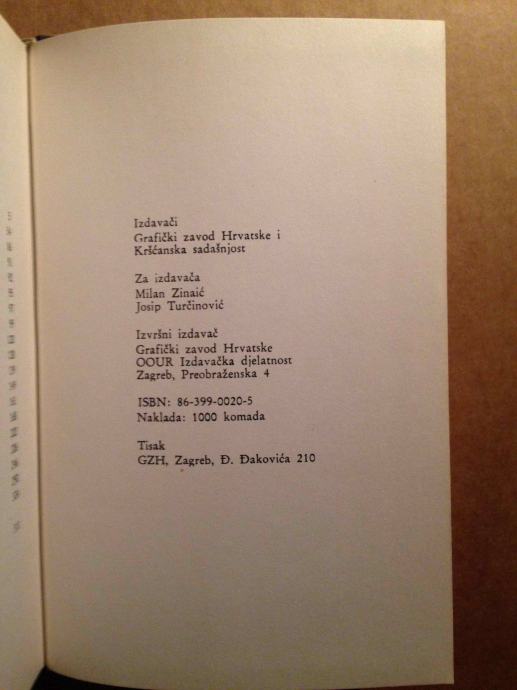 Izdavači
Grafički zavod Hrvatske i
Kršćanska sadašnjost
Za izdavača
Milan Zinaić
Josip Turčinović
Izvršni izdavač
Grafički zavod Hrvatske
OOUR Izdavačka djelatnost
Zagreb, Preobraženska 4
ISBN: 86-399-0020-5
Naklada: 1000 komada
Tisak
GZH, Zagreb, Đ. Đakovića 210